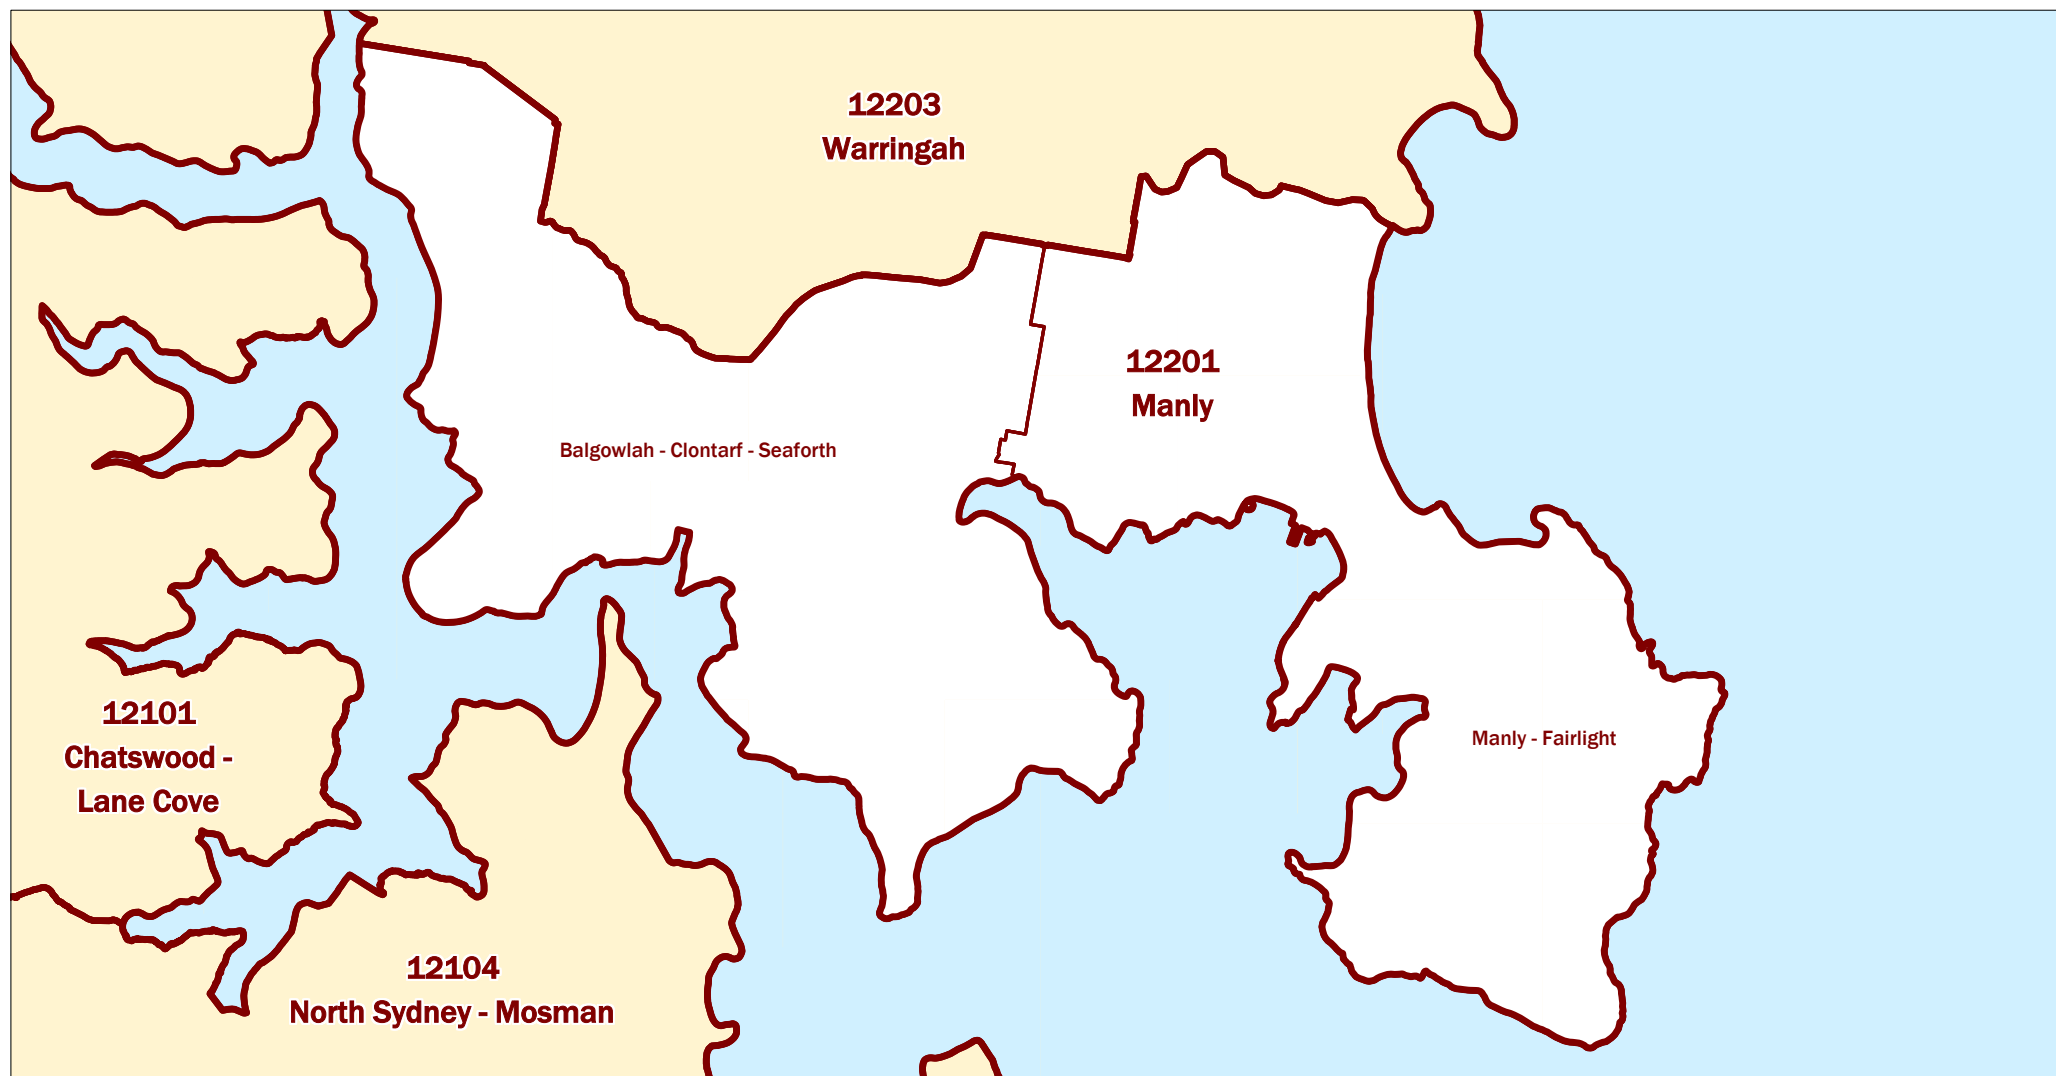 12203
Warringah
12201
Manly
Balgowlah - Clontarf - Seaforth
Manly - Fairlight
12101
Chatswood -
Lane Cove
12104
North Sydney - Mosman